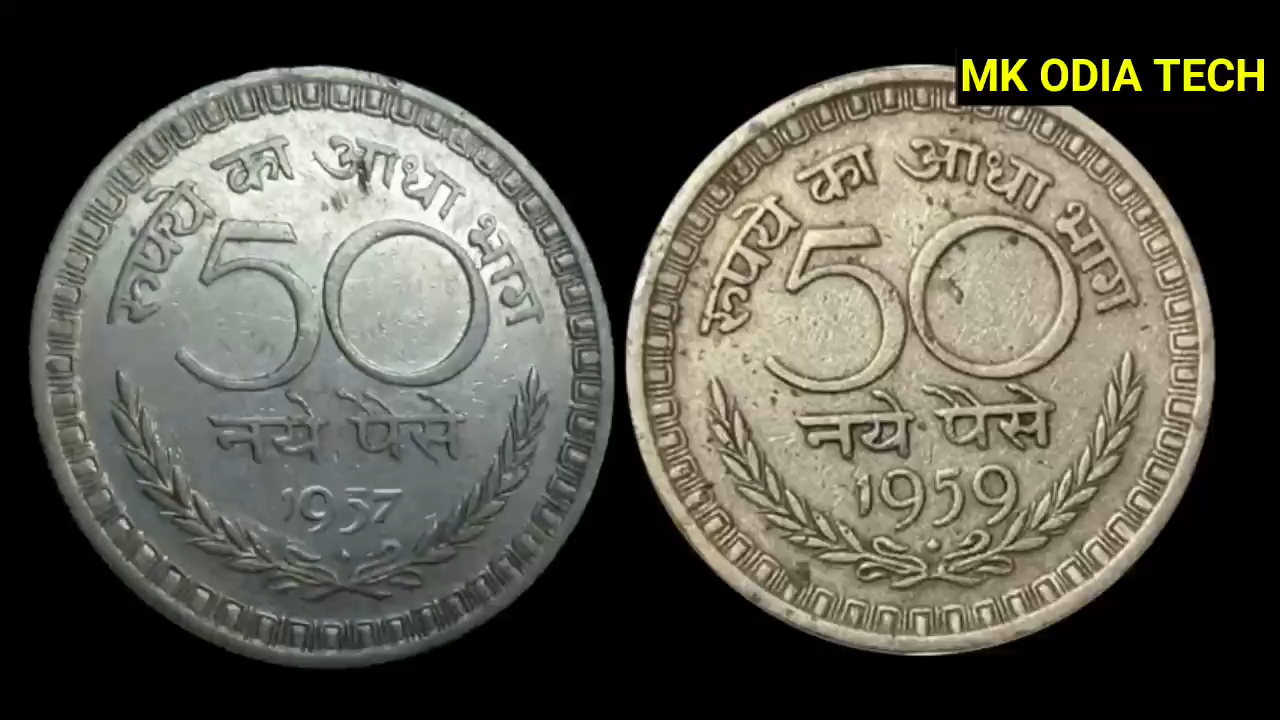 MK ODIA TECH
रूपये का आधा भाग
50
नये पैसे
1957
रूपये का आधा भाग
50
नये पैसे
1959